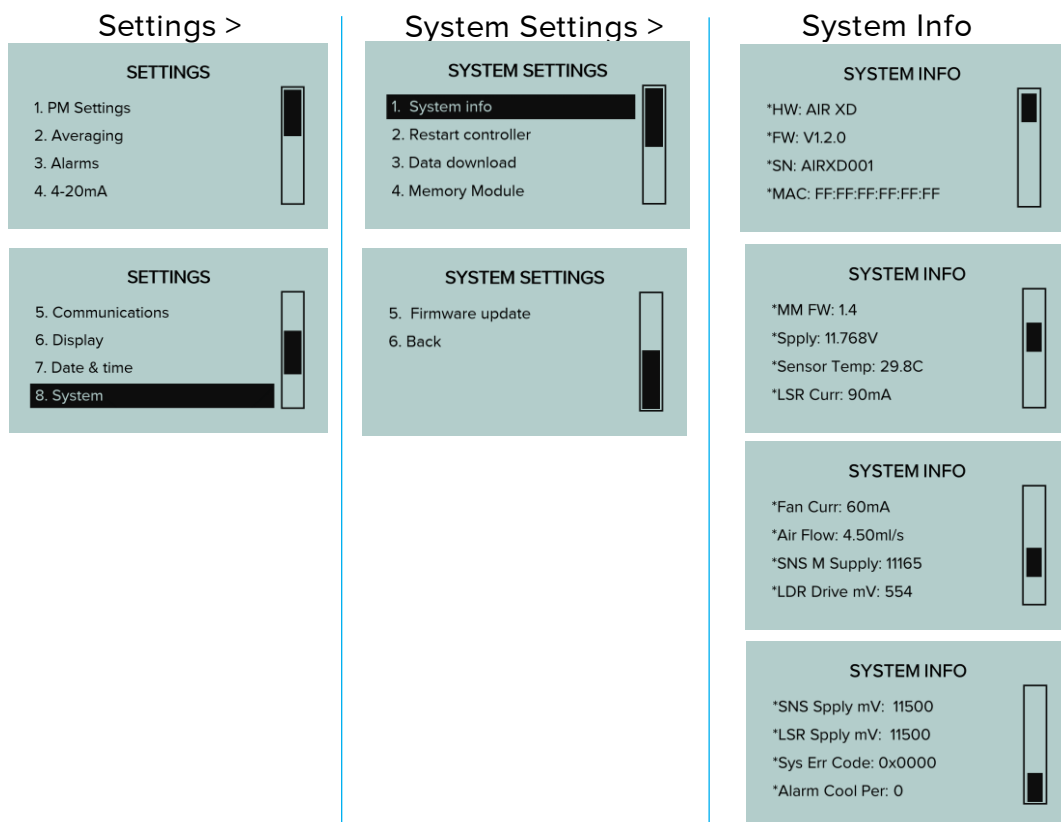 Settings >
SETTINGS
1. PM Settings
2. Averaging
3. Alarms
4. 4-20mA
SETTINGS
5. Communications
6. Display
7. Date & time
8. System
System Settings >
SYSTEM SETTINGS
1. System info
2. Restart controller
3. Data download
4. Memory Module
SYSTEM SETTINGS
5. Firmware update
6. Back
System Info
SYSTEM INFO
*HW: AIR XD
*FW: V1.2.0
*SN: AIRXD001
*MAC: FF:FF:FF:FF:FF:FF
SYSTEM INFO
*MM FW: 1.4
*Spply: 11.768V
*Sensor Temp: 29.8C
*LSR Curr: 90mA
SYSTEM INFO
*Fan Curr: 60mA
*Air Flow: 4.50ml/s
*SNS M Supply: 11165
*LDR Drive mV: 554
SYSTEM INFO
*SNS Spply mV: 11500
*LSR Spply mV: 11500
*Sys Err Code: 0x0000
*Alarm Cool Per: 0